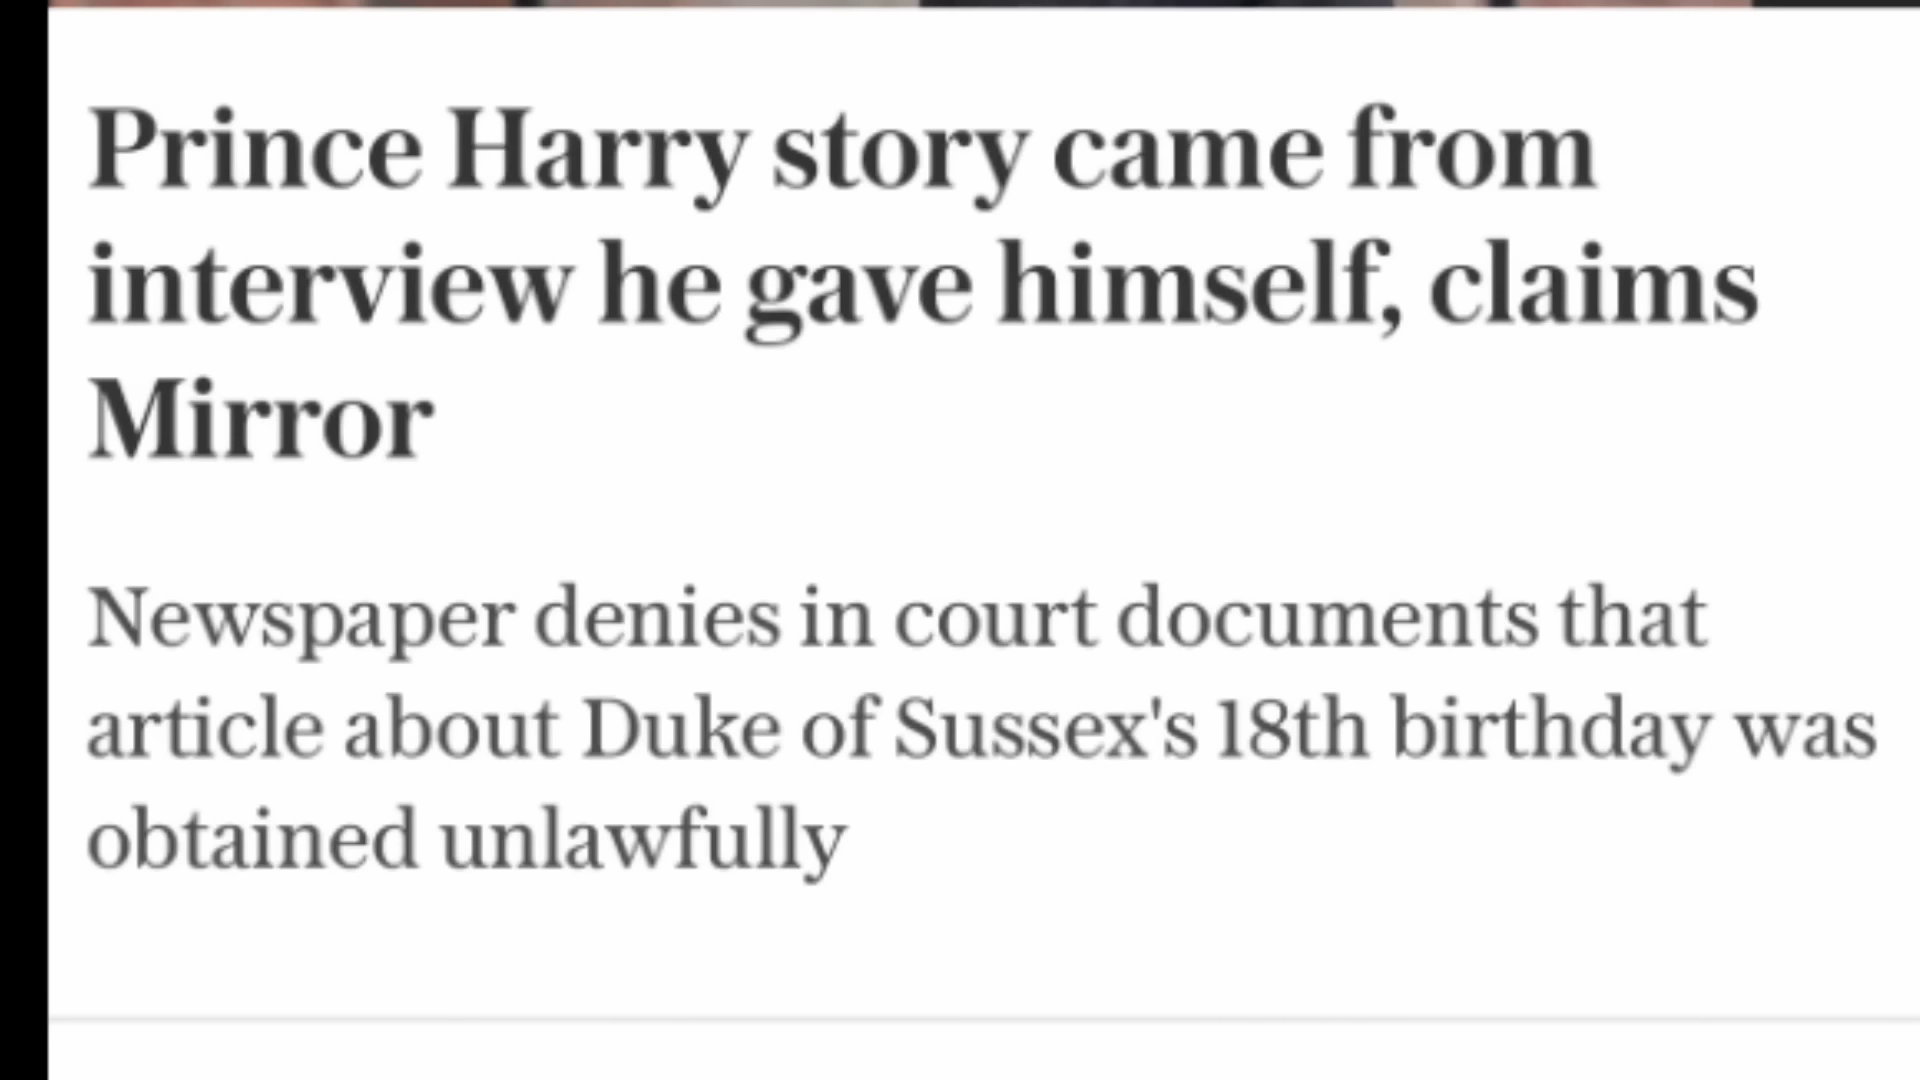 Prince Harry story came from
interview he gave himself, claims
Mirror
Newspaper denies in court documents that
article about Duke of Sussex's 18th birthday was
obtained unlawfully